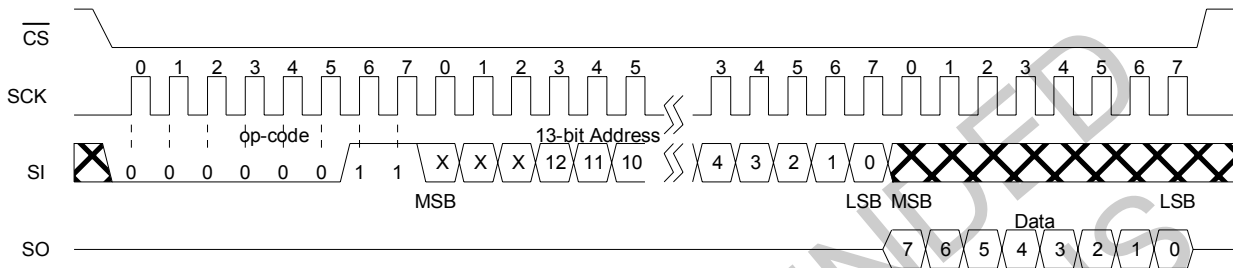 CS
0 1 2 3 4 5 6 7 0 1 2 3 4 5 3 4 5 6 7 0 1 2 3 4 5 6 7
SCK
op-code 13-bit Address
SI 0 0 0 0 0 0 1 1 X X X 12 11 10 4 3 2 1 0
MSB LSB MSB LSB
Data
SO 7 6 5 4 3 2 1 0